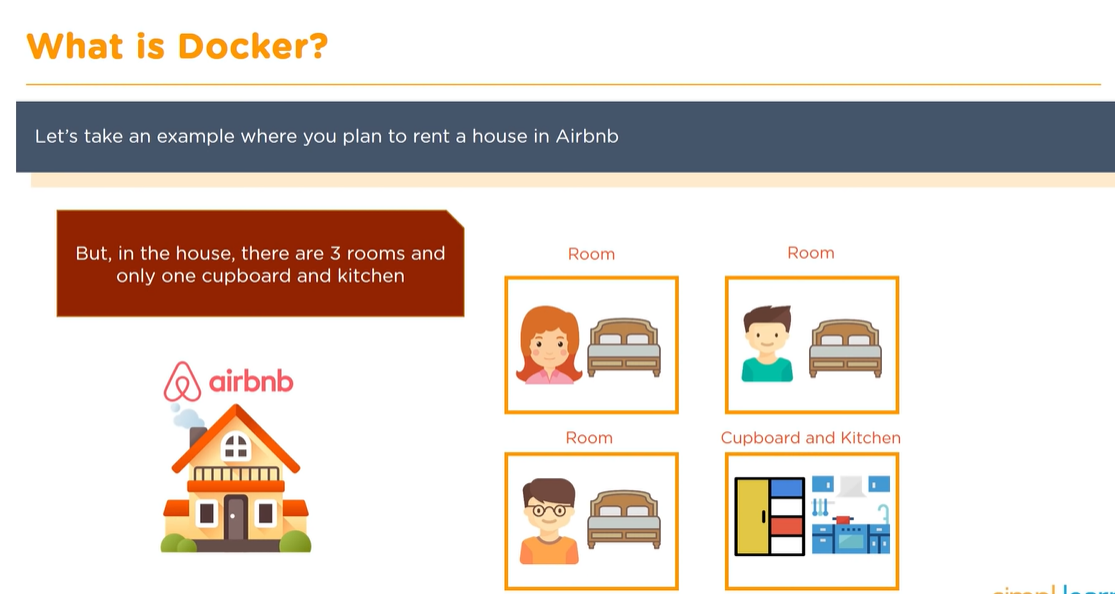 What is Docker?
Let's take an example where you plan to rent a house in Airbnb
But, in the house, there are 3 rooms and
only one cupboard and kitchen
airbnb
Room
Room
Room
Cupboard and Kitchen